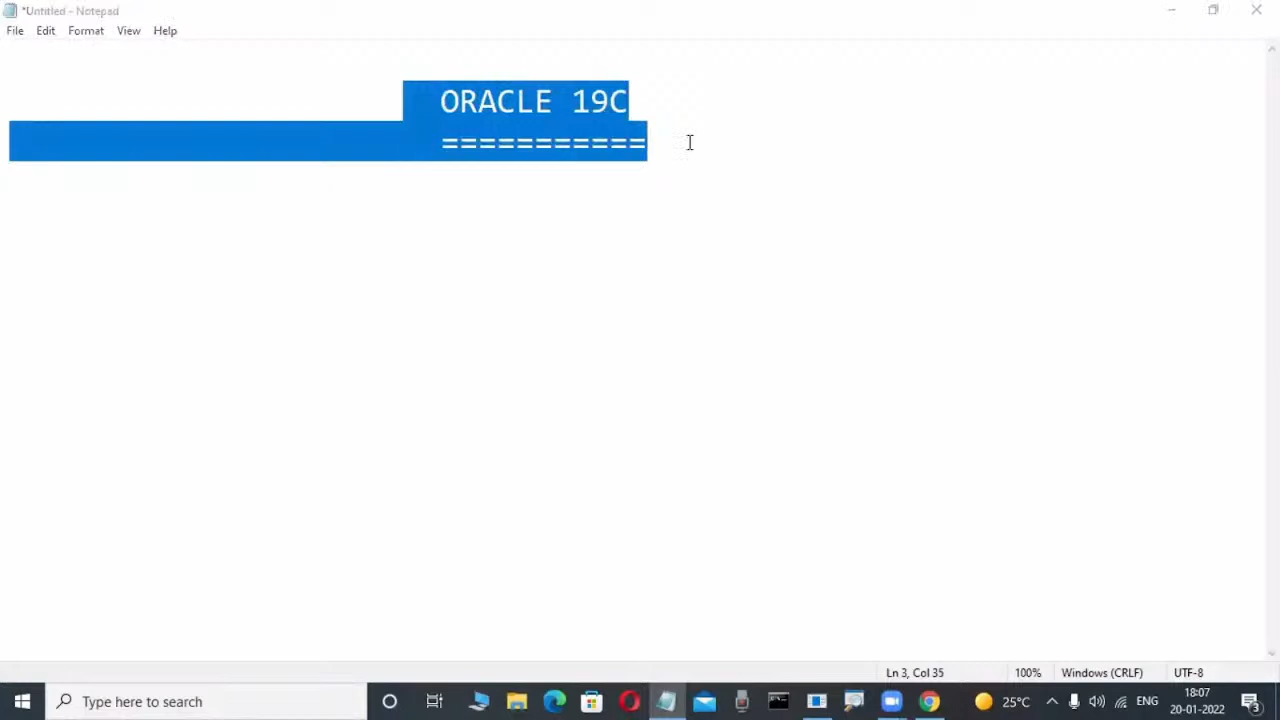 *Untitled - Notepad
File Edit Format View Help
ORACLE 19C
===========
Ln 3, Col 35 100% Windows (CRLF) UTF-8
Type here to search
25°C ENG 18:07
20-01-2022
3